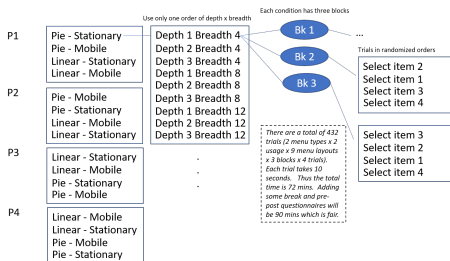 Use only one order of depth x breadth
Each condition has three blocks
P1
Pie - Stationary
Pie - Mobile
Linear - Stationary
Linear - Mobile
Depth 1 Breadth 4
Depth 2 Breadth 4
Depth 3 Breadth 4
Depth 1 Breadth 8
Depth 2 Breadth 8
Depth 3 Breadth 8
Depth 1 Breadth 12
Depth 2 Breadth 12
Depth 3 Breadth 12
Bk 1
Bk 2
Bk 3
...
Trials in randomized orders
Select item 2
Select item 1
Select item 3
Select item 4
P2
Pie - Mobile
Pie - Stationary
Linear - Mobile
Linear - Stationary
Select item 3
Select item 2
Select item 1
Select item 4
There are a total of 432
trials (2 menu types x 2
usage x 9 menu layouts
x 3 blocks x 4 trials).
Each trial takes 10
seconds. Thus the total
time is 72 mins. Adding
some break and pre-
post questionnaires will
be 90 mins which is fair.
P3
Linear - Stationary
Linear - Mobile
Pie - Stationary
Pie - Mobile
.
.
.
P4
Linear - Mobile
Linear - Stationary
Pie - Mobile
Pie - Stationary